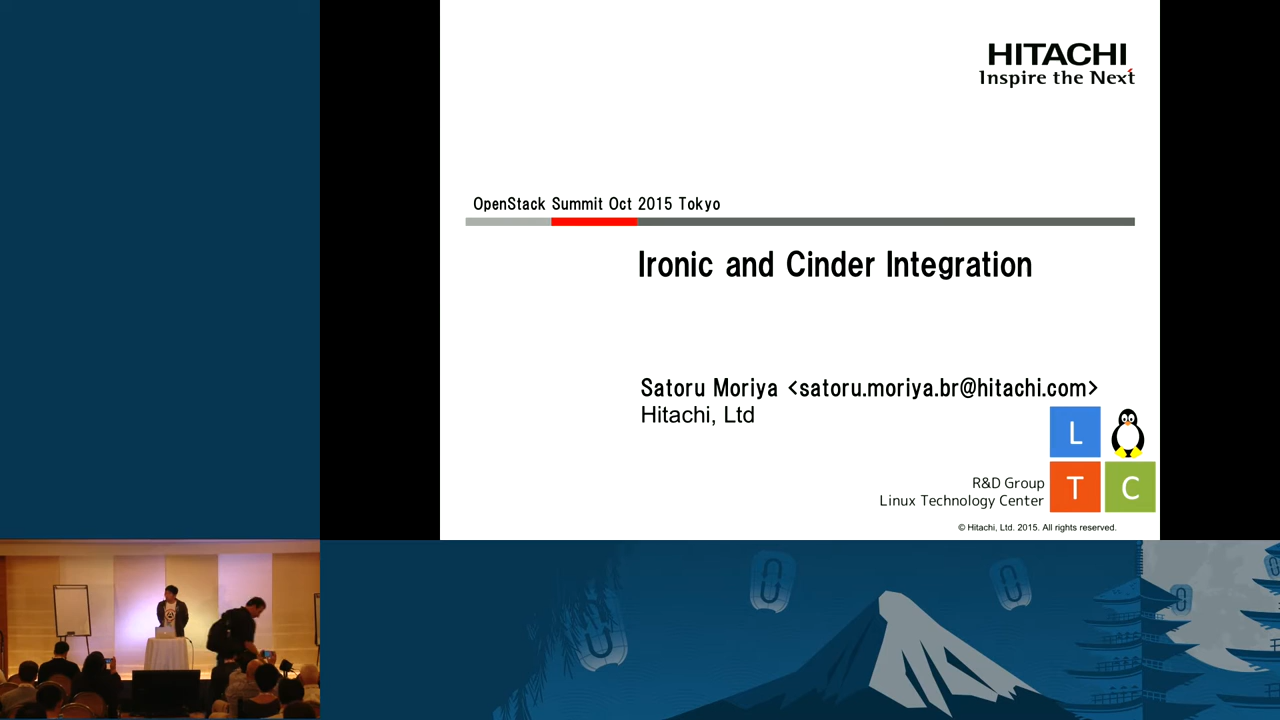 HITACHI
Inspire the Next
OpenStack Summit Oct 2015 Tokyo
Ironic and Cinder Integration
Satoru Moriya <satoru.moriya.br@hitachi.com>
Hitachi, Ltd
L
R&D Group
Linux Technology Center
T C
© Hitachi, Ltd. 2015. All rights reserved.